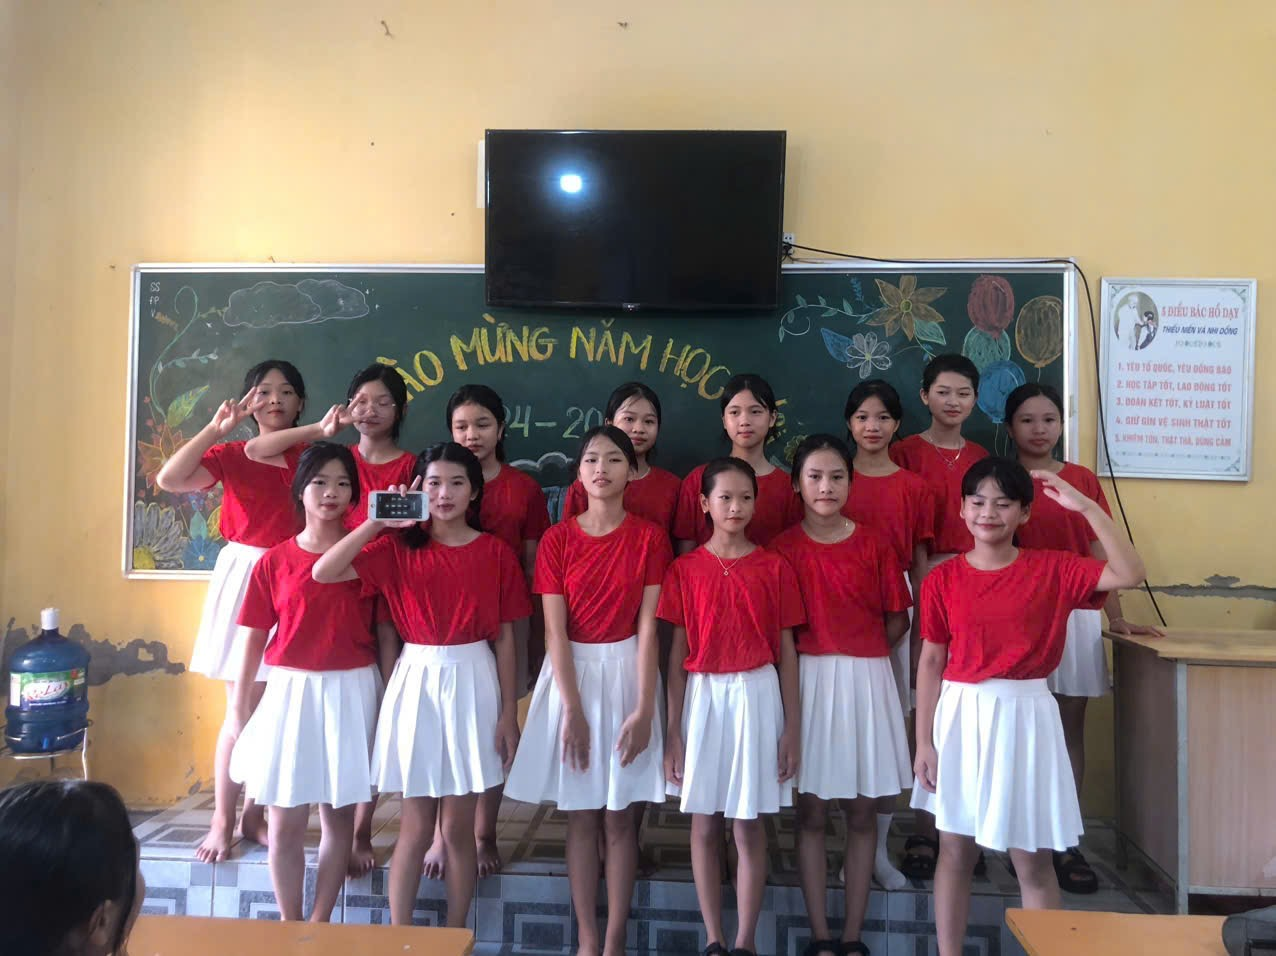 SS
ÀO MỪNG NĂM HỌC
24-20
5 ĐIỀU BÁC HỒ DẠY
THIẾU NIÊN VÀ NHI ĐỒNG
1. YÊU TỔ QUỐC, YÊU ĐỒNG BÀO
2. HỌC TẬP TỐT, LAO ĐỘNG TỐT
3. ĐOÀN KẾT TỐT, KỶ LUẬT TỐT
4. GIỮ GÌN VỆ SINH THẬT TỐT
5. KHIÊM TỐN, THẬT THÀ, DŨNG CẢM